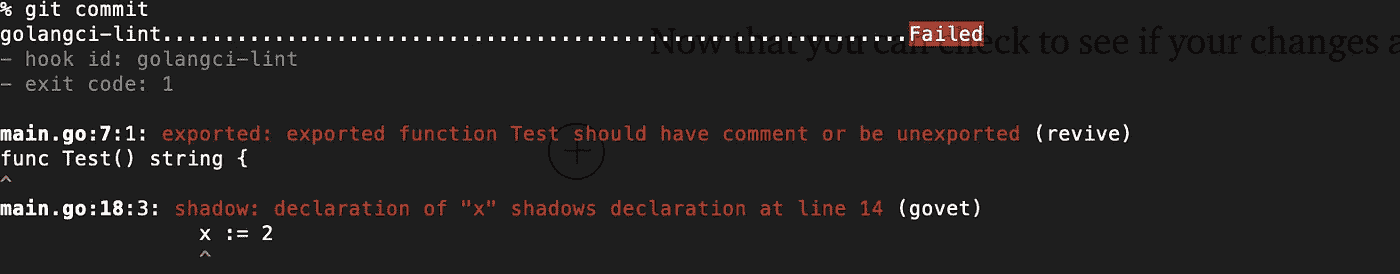 % git commit
golangci-lint............................................................Failed
Now that you can check to see if your changes a
- hook id: golangci-lint
- exit code: 1
main.go:7:1: exported: exported function Test should have comment or be unexported (revive)
func Test() string {
^
main.go:18:3: shadow: declaration of "x" shadows declaration at line 14 (govet)
x := 2
^